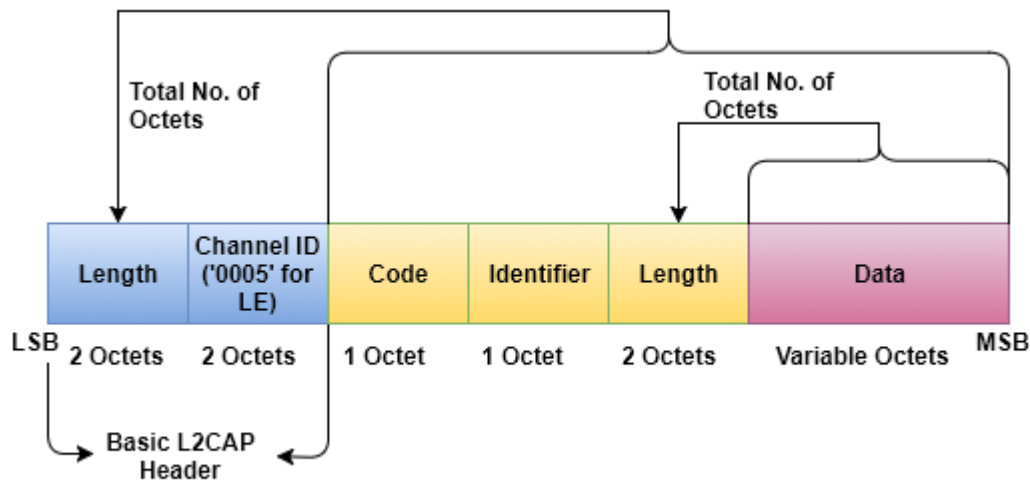 Total No. of
Octets
Total No. of
Octets
Length
Channel ID
('0005' for
LE)
Code
Identifier
Length
Data
LSB
2 Octets
2 Octets
1 Octet
1 Octet
2 Octets
Variable Octets
MSB
Basic L2CAP
Header